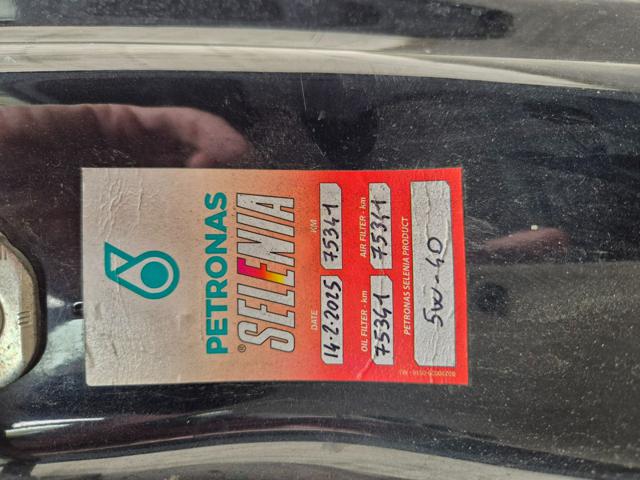 PETRONAS
SELENIA®
DATE KM
14-2-2025 75341
OIL FILTER - km AIR FILTER - km
75341 75341
PETRONAS SELENIA PRODUCT
5W-40